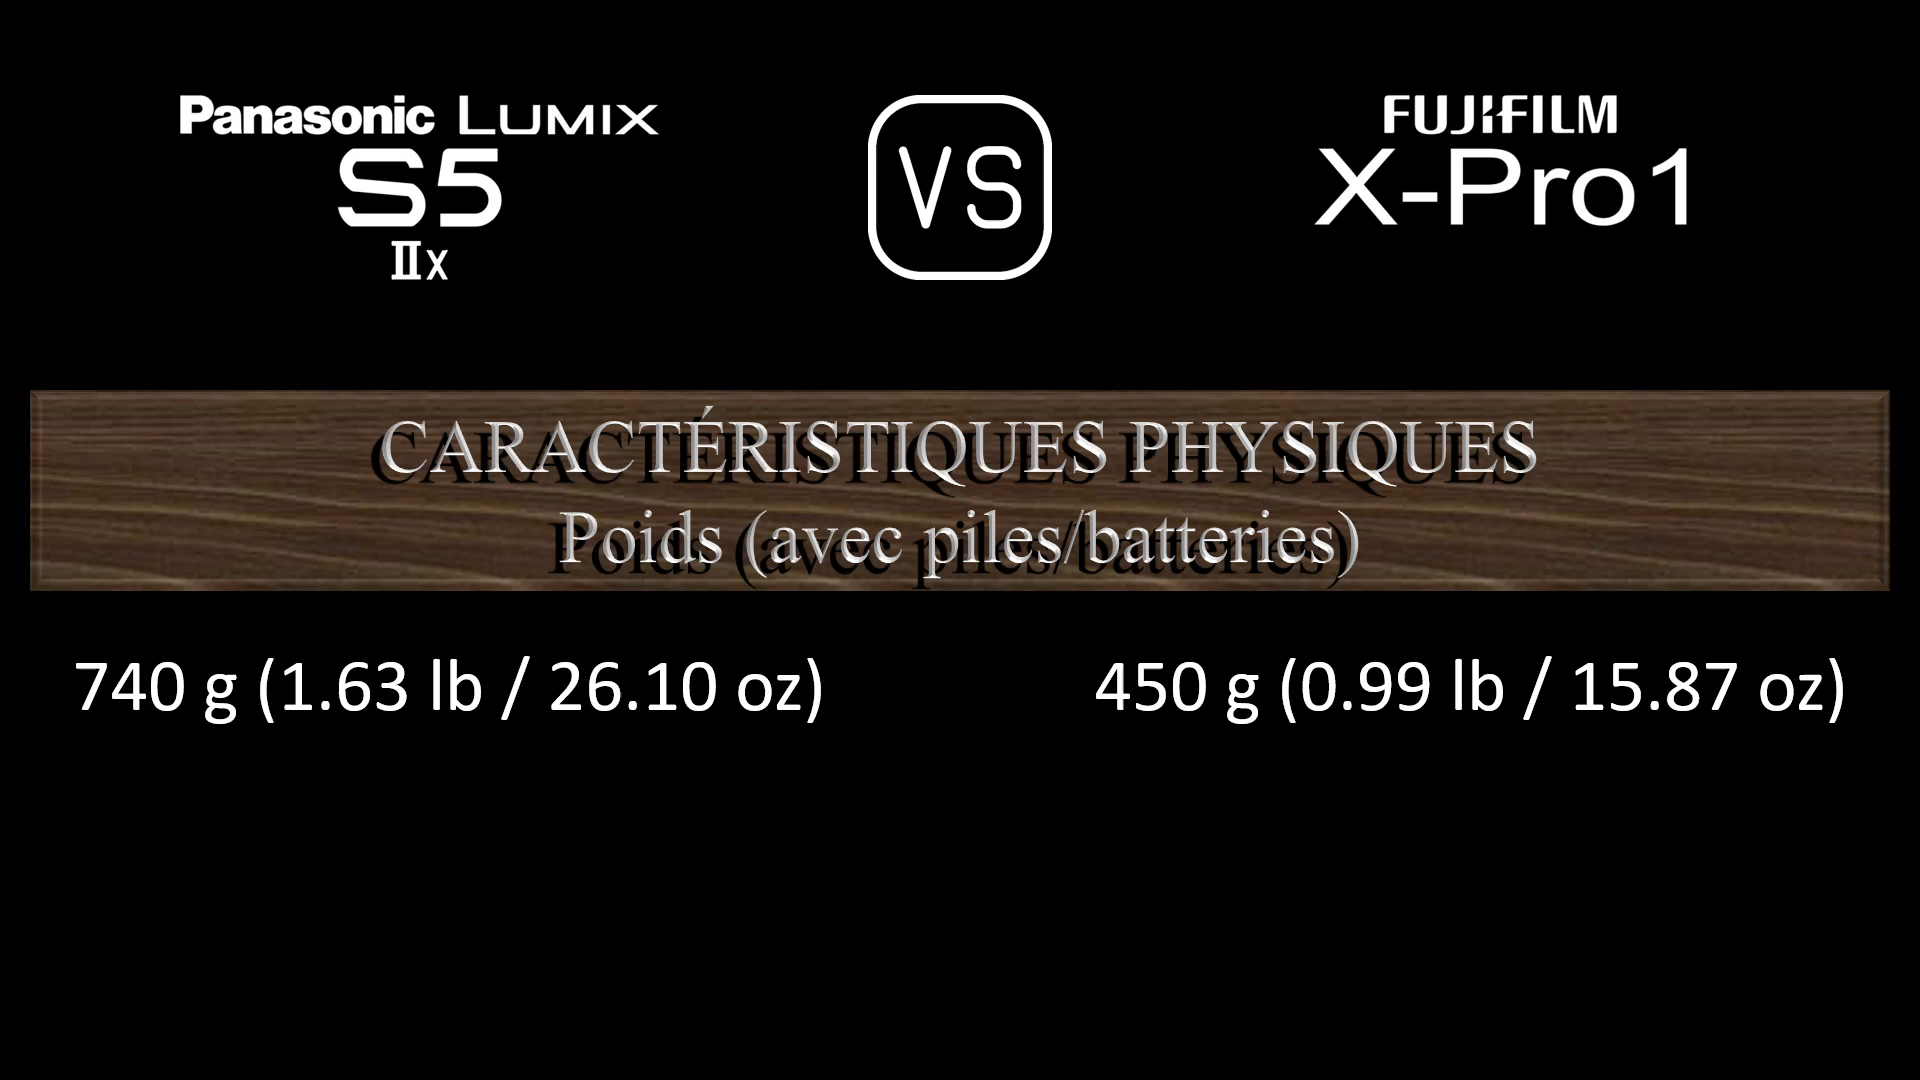 Panasonic LUMIX
S5
IIx
VS
FUJIFILM
X-Pro1
CARACTÉRISTIQUES PHYSIQUES
Poids (avec piles/batteries)
740 g (1.63 lb / 26.10 oz)
450 g (0.99 lb / 15.87 oz)